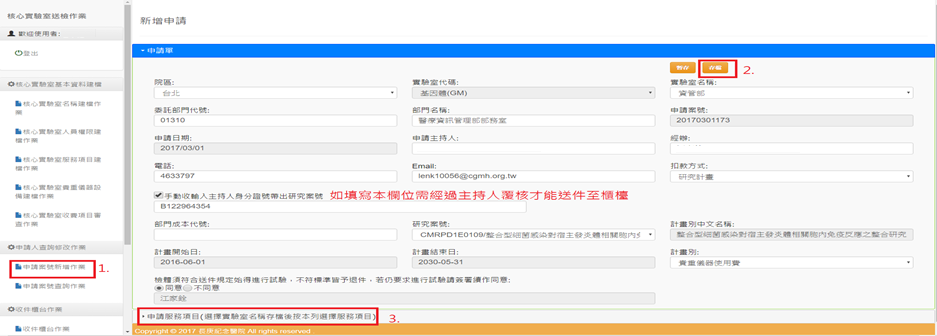 核心實驗室送檢作業
歡迎使用者:
登出
核心實驗室基本資料建檔
核心實驗室名稱建檔作業
核心實驗室人員權限建檔作業
核心實驗室服務項目建檔作業
核心實驗室貴重儀器設備建檔作業
核心實驗室收費項目審查作業
申請人查詢修改作業
申請案號新增作業
1.
申請案號查詢作業
收件櫃台作業
新增申請
申請單
暫存 存檔 2.
院區: 實驗室代碼: 實驗室名稱:
台北 基因體(GM) 資管部
委託部門代號: 部門名稱: 申請案號:
01310 醫療資訊管理部部務室 20170301173
申請日期: 申請主持人: 經辦:
2017/03/01
電話: Email: 扣款方式:
4633797 lenk10056@cgmh.org.tw 研究計畫
手動收輸入主持人身分證號帶出研究案號 如填寫本欄位需經過主持人覆核才能送件至櫃檯
B122964354
部門成本代號: 研究案號: 計畫別中文名稱:
CMRPD1E0109/整合型細菌感染對宿主發炎體相關胞內免 整合型細菌感染對宿主發炎體相關胞內免疫反應之整合研究
計畫開始日: 計畫結束日: 計畫別:
2016-06-01 2030-05-31 貴重儀器使用費
檢體須符合送件規定始得進行試驗，不符標準皆予退件，若仍要求進行試驗請簽署續作同意:
同意 不同意
江家銓
申請服務項目(選擇實驗室名稱存檔後按本列選擇服務項目) 3.
Copyright © 2017 長庚紀念醫院 All rights reserved.